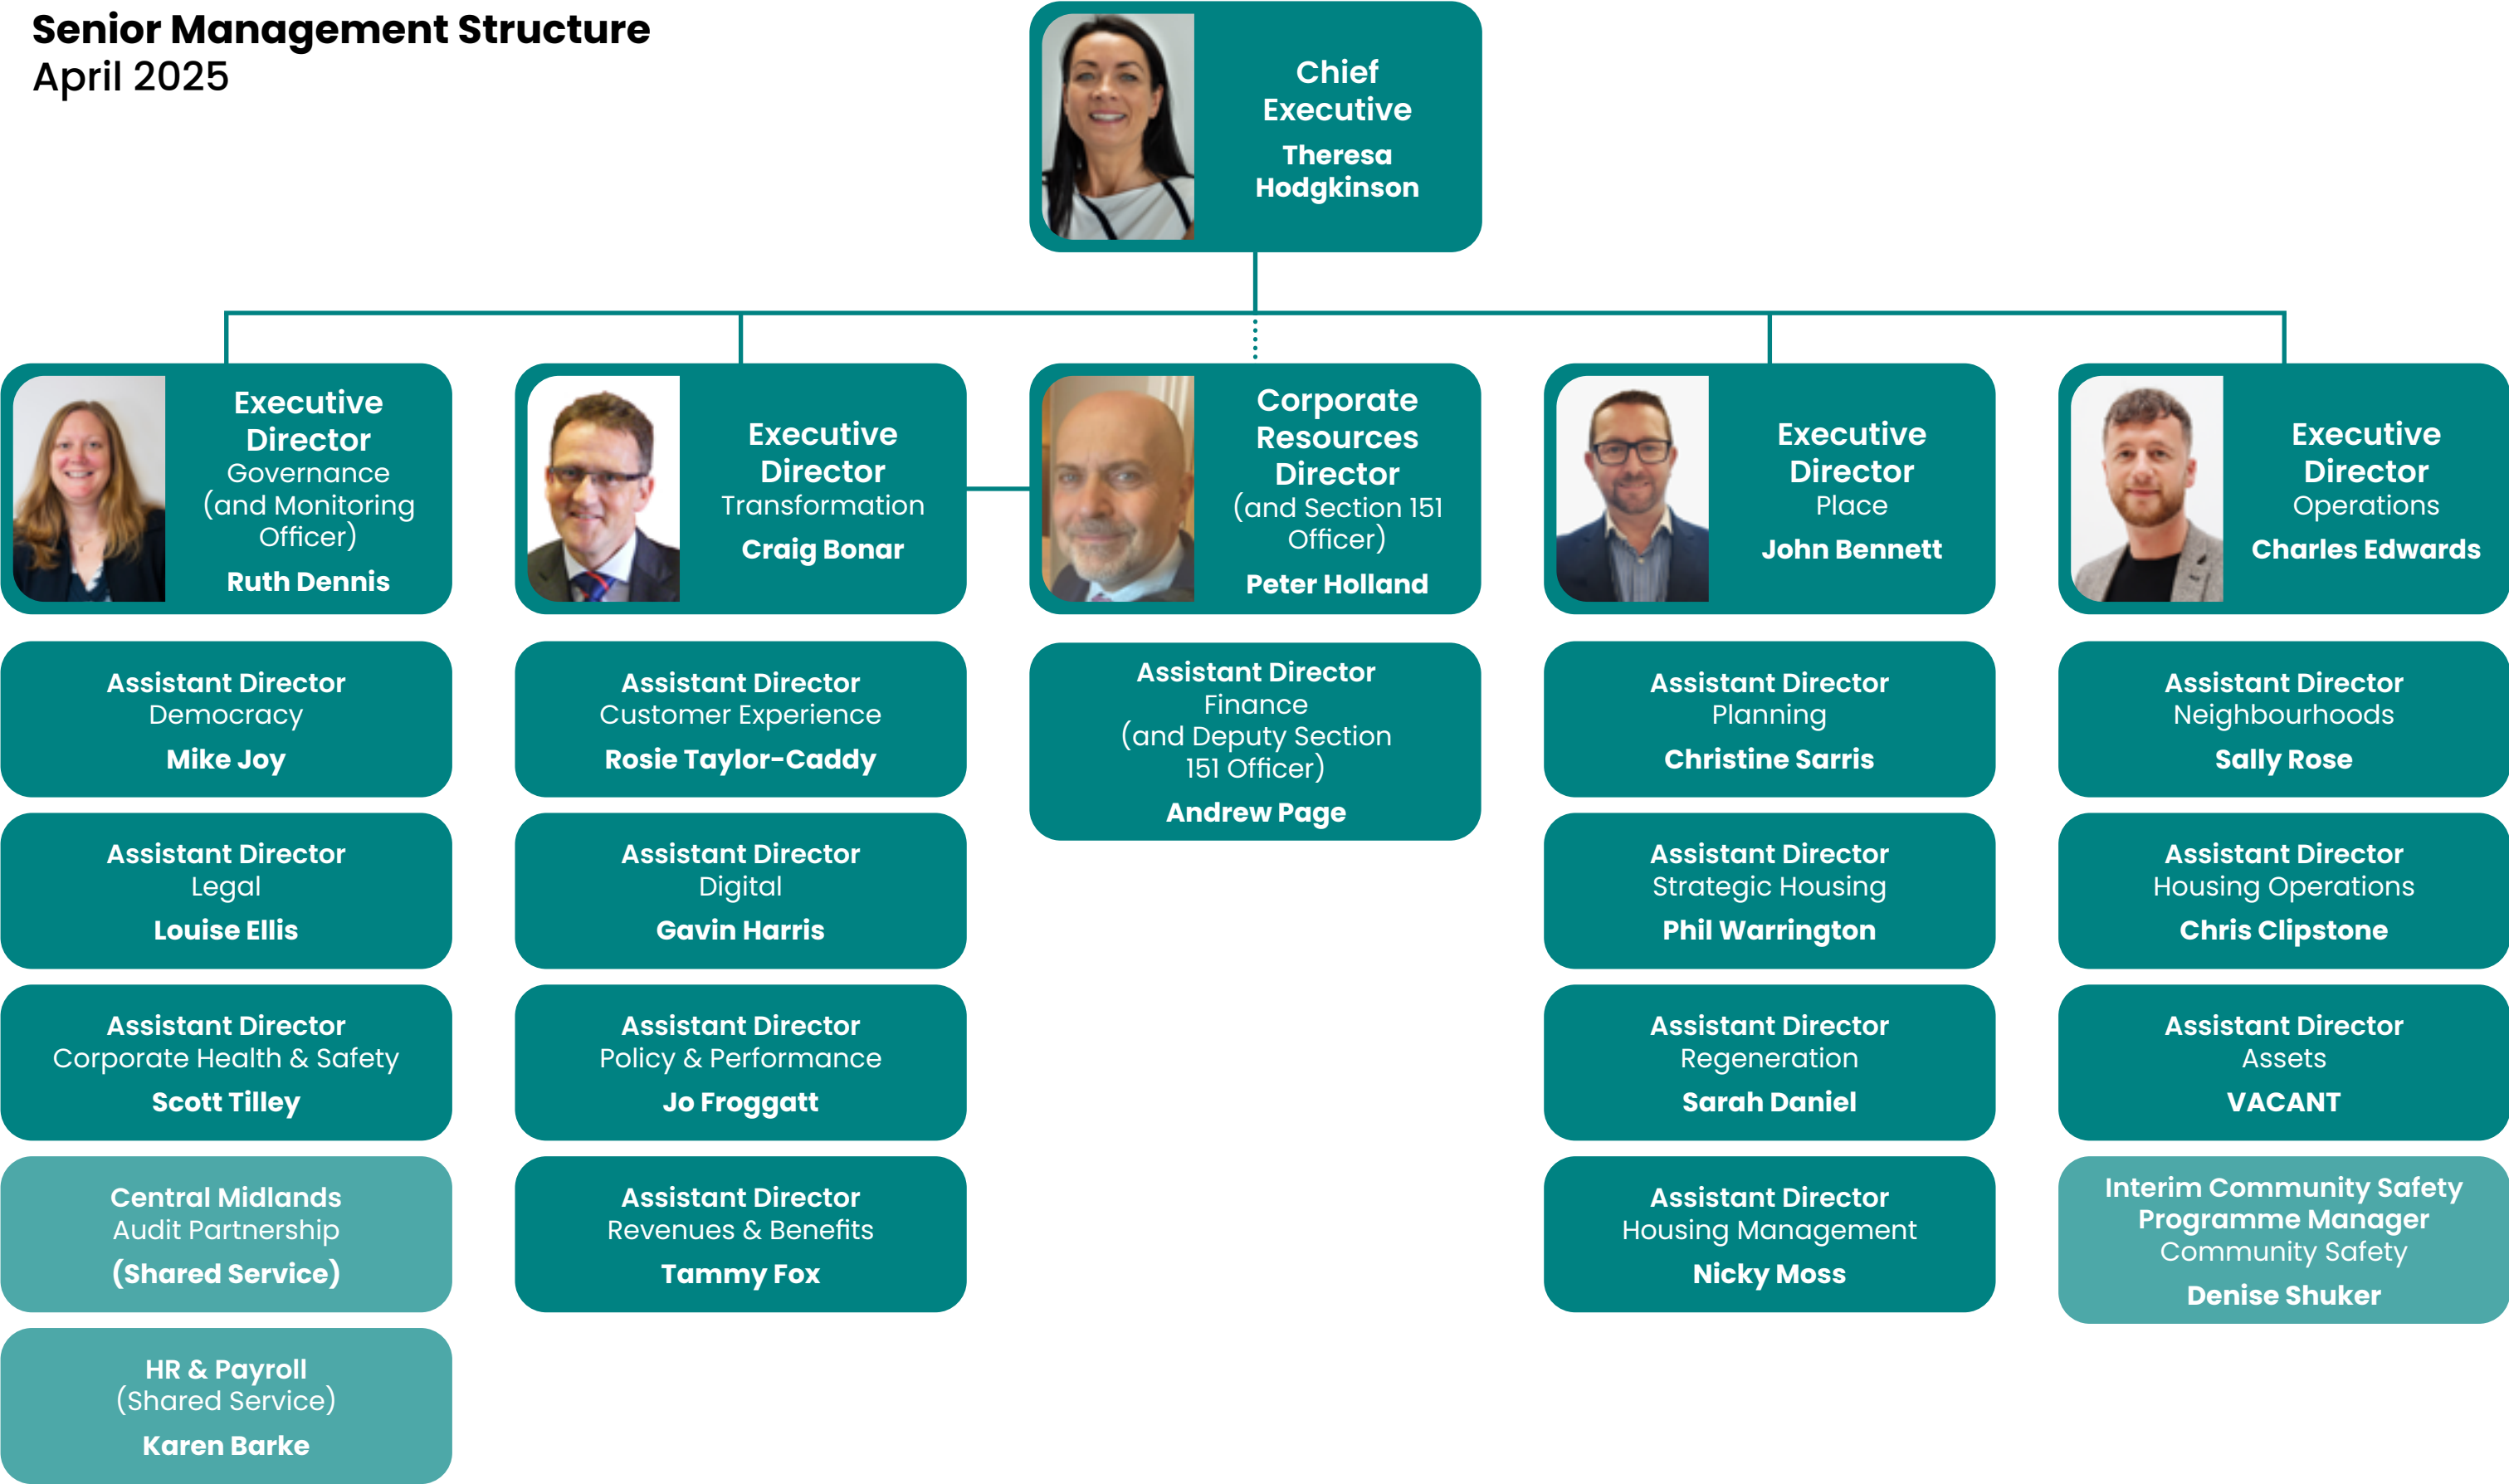 Senior Management Structure
April 2025
Chief
Executive
Theresa
Hodgkinson
Executive
Director
Governance
(and Monitoring
Officer)
Ruth Dennis
Executive
Director
Transformation
Craig Bonar
Corporate
Resources
Director
(and Section 151
Officer)
Peter Holland
Executive
Director
Place
John Bennett
Executive
Director
Operations
Charles Edwards
Assistant Director
Democracy
Mike Joy
Assistant Director
Customer Experience
Rosie Taylor-Caddy
Assistant Director
Finance
(and Deputy Section
151 Officer)
Andrew Page
Assistant Director
Planning
Christine Sarris
Assistant Director
Neighbourhoods
Sally Rose
Assistant Director
Legal
Louise Ellis
Assistant Director
Digital
Gavin Harris
Assistant Director
Strategic Housing
Phil Warrington
Assistant Director
Housing Operations
Chris Clipstone
Assistant Director
Corporate Health & Safety
Scott Tilley
Assistant Director
Policy & Performance
Jo Froggatt
Assistant Director
Regeneration
Sarah Daniel
Assistant Director
Assets
VACANT
Central Midlands
Audit Partnership
(Shared Service)
Assistant Director
Revenues & Benefits
Tammy Fox
Assistant Director
Housing Management
Nicky Moss
Interim Community Safety
Programme Manager
Community Safety
Denise Shuker
HR & Payroll
(Shared Service)
Karen Barke